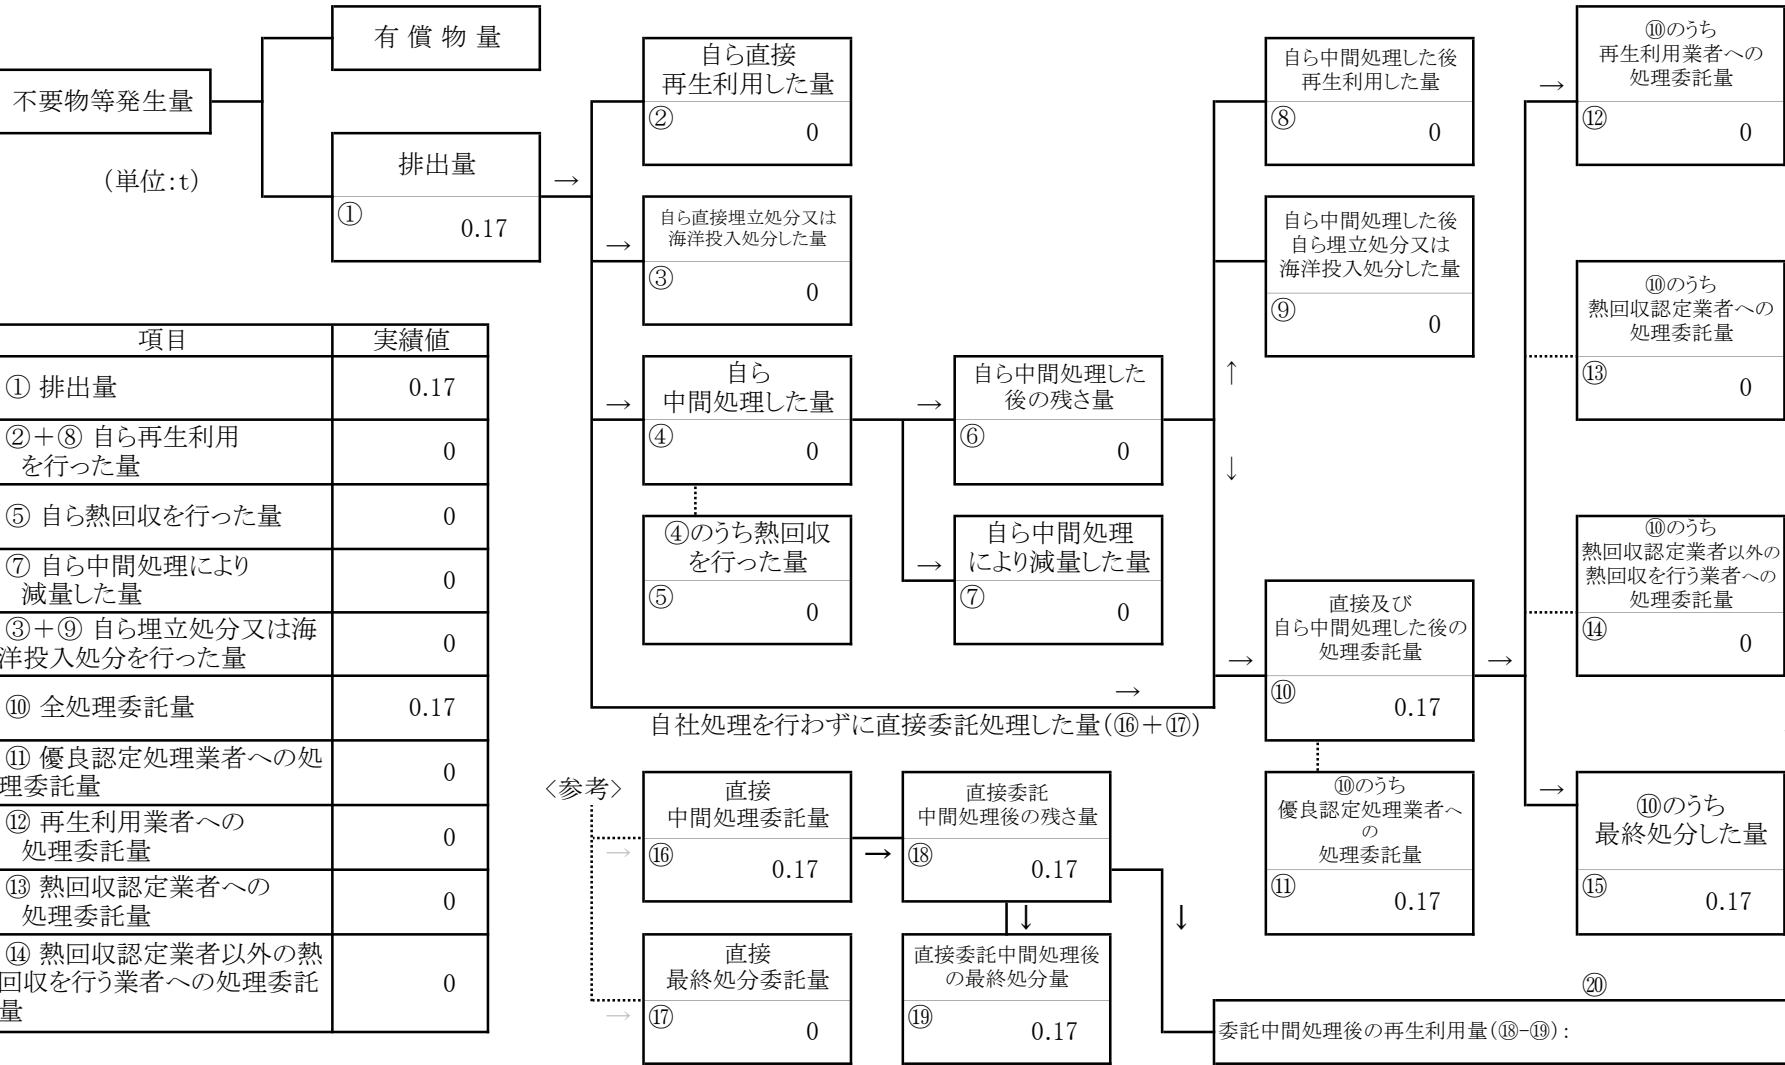 有償物量
不要物等発生量
(単位:t)
排出量
→
①
0.17
自ら直接
再生利用した量
②
0
→
自ら直接埋立処分又は
海洋投入処分した量
③
0
→
自ら
中間処理した量
④
0
④のうち熱回収
を行った量
⑤
0
→
自ら中間処理した
後の残さ量
⑥
0
→
自ら中間処理
により減量した量
⑦
0
↑
↓
自ら中間処理した後
再生利用した量
⑧
0
自ら中間処理した後
自ら埋立処分又は
海洋投入処分した量
⑨
0
→
自社処理を行わずに直接委託処理した量(⑯+⑰)
→
直接及び
自ら中間処理した後の
処理委託量
⑩
0.17
→
⑩のうち
優良認定処理業者へ
の
処理委託量
⑪
0.17
→
⑩のうち
再生利用業者への
処理委託量
⑫
0
⑩のうち
熱回収認定業者への
処理委託量
⑬
0
⑩のうち
熱回収認定業者以外の
熱回収を行う業者への
処理委託量
⑭
0
→
⑩のうち
最終処分した量
⑮
0.17
項目 実績値
① 排出量 0.17
②+⑧ 自ら再生利用
を行った量 0
⑤ 自ら熱回収を行った量 0
⑦ 自ら中間処理により
減量した量 0
③+⑨ 自ら埋立処分又は海
洋投入処分を行った量 0
⑩ 全処理委託量 0.17
⑪ 優良認定処理業者への処
理委託量 0
⑫ 再生利用業者への
処理委託量 0
⑬ 熱回収認定業者への
処理委託量 0
⑭ 熱回収認定業者以外の熱
回収を行う業者への処理委託
量 0
〈参考〉
→
直接
中間処理委託量
⑯
0.17
→
直接委託
中間処理後の残さ量
⑱
0.17
↓
↓
→
直接
最終処分委託量
⑰
0
直接委託中間処理後
の最終処分量
⑲
0.17
⑳
委託中間処理後の再生利用量(⑱-⑲):